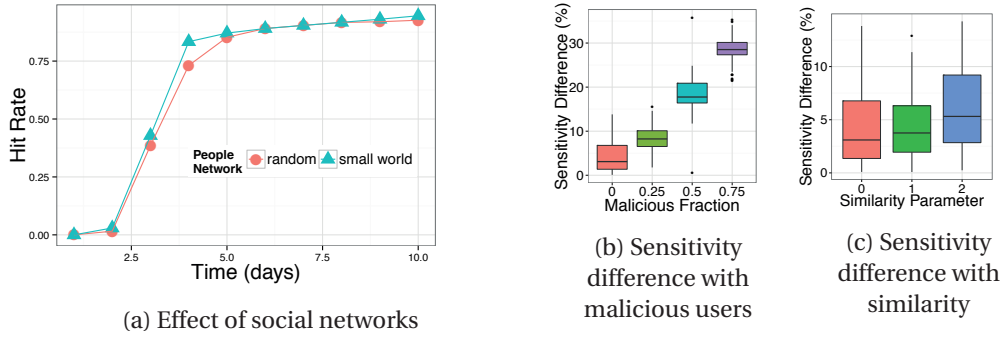 0.75
0.50
0.25
0.00
Hit Rate
People
Network
random
small world
2.5
5.0
7.5
10.0
Time (days)
(a) Effect of social networks
Sensitivity Difference (%)
30
20
10
0
0
0.25
0.5
0.75
Malicious Fraction
(b) Sensitivity
difference with
malicious users
Sensitivity Difference (%)
10
5
0
0
1
2
Similarity Parameter
(c) Sensitivity
difference with
similarity